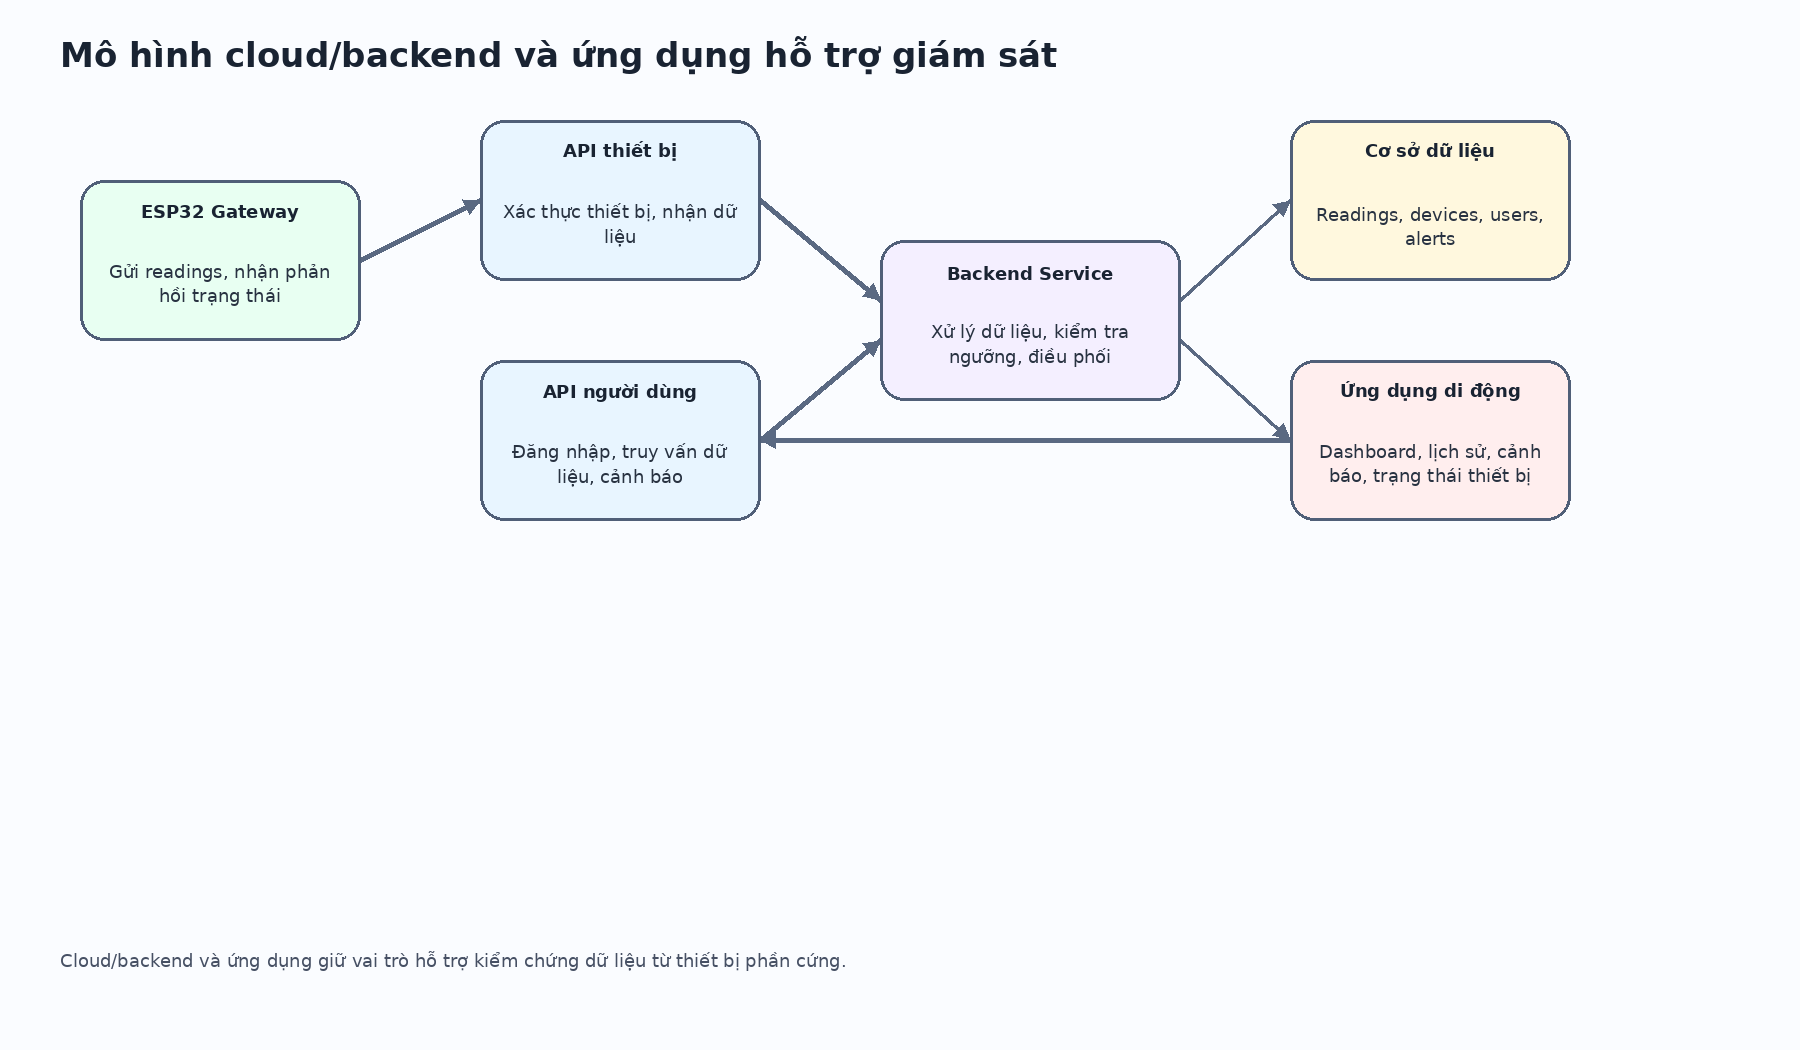 Mô hình cloud/backend và ứng dụng hỗ trợ giám sát
ESP32 Gateway
Gửi readings, nhận phản
hồi trạng thái
API thiết bị
Xác thực thiết bị, nhận dữ
liệu
API người dùng
Đăng nhập, truy vấn dữ
liệu, cảnh báo
Backend Service
Xử lý dữ liệu, kiểm tra
ngưỡng, điều phối
Cơ sở dữ liệu
Readings, devices, users,
alerts
Ứng dụng di động
Dashboard, lịch sử, cảnh
báo, trạng thái thiết bị
Cloud/backend và ứng dụng giữ vai trò hỗ trợ kiểm chứng dữ liệu từ thiết bị phần cứng.